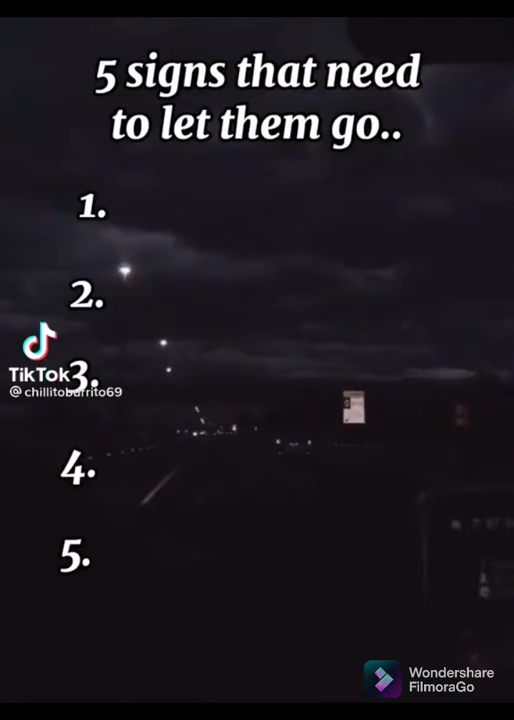 5 signs that need
to let them go..
1.
2.
TikTok
3.
@chillitoburrito69
4.
5.
Wondershare
FilmoraGo